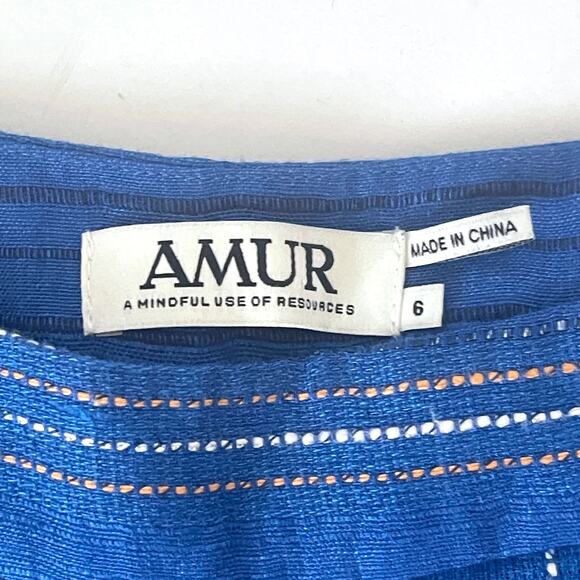 AMUR
A MINDFUL USE OF RESOURCES
MADE IN CHINA
6